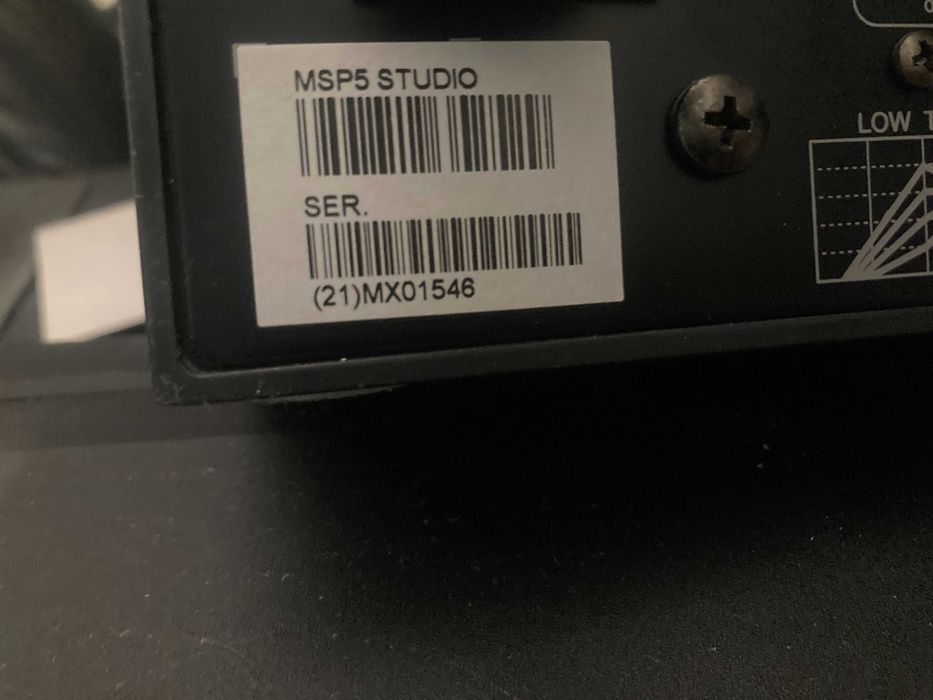 MSP5 STUDIO
SER.
(21)MX01546
LOW